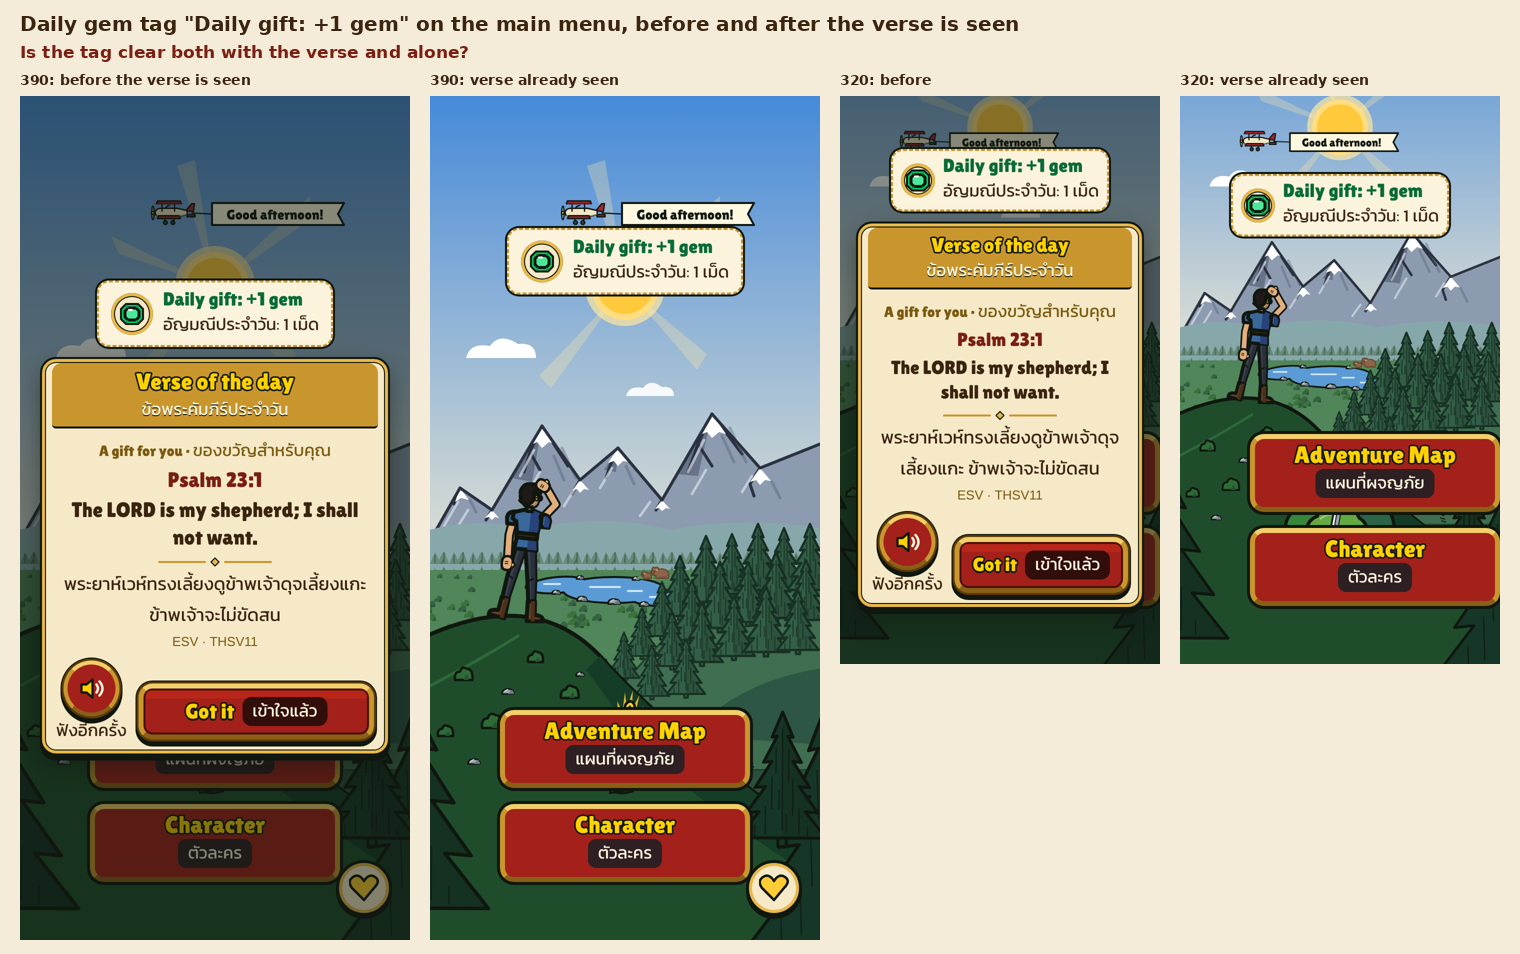 Daily gem tag "Daily gift: +1 gem" on the main menu, before and after the verse is seen
Is the tag clear both with the verse and alone?
390: before the verse is seen
Good afternoon!
Daily gift: +1 gem
อัญมณีประจำวัน: 1 เม็ด
Verse of the day
ข้อพระคัมภีร์ประจำวัน
A gift for you • ของขวัญสำหรับคุณ
Psalm 23:1
The LORD is my shepherd; I shall
not want.
พระยาห์เวห์ทรงเลี้ยงดูข้าพเจ้าดุจเลี้ยงแกะ
ข้าพเจ้าจะไม่ขัดสน
ESV · THSV11
ฟังอีกครั้ง
Got it เข้าใจแล้ว
แผนที่ผจญภัย
Character
ตัวละคร
390: verse already seen
Good afternoon!
Daily gift: +1 gem
อัญมณีประจำวัน: 1 เม็ด
Adventure Map
แผนที่ผจญภัย
Character
ตัวละคร
320: before
Good afternoon!
Daily gift: +1 gem
อัญมณีประจำวัน: 1 เม็ด
Verse of the day
ข้อพระคัมภีร์ประจำวัน
A gift for you • ของขวัญสำหรับคุณ
Psalm 23:1
The LORD is my shepherd; I
shall not want.
พระยาห์เวห์ทรงเลี้ยงดูข้าพเจ้าดุจ
เลี้ยงแกะ ข้าพเจ้าจะไม่ขัดสน
ESV · THSV11
ฟังอีกครั้ง
Got it เข้าใจแล้ว
320: verse already seen
Good afternoon!
Daily gift: +1 gem
อัญมณีประจำวัน: 1 เม็ด
Adventure Map
แผนที่ผจญภัย
Character
ตัวละคร